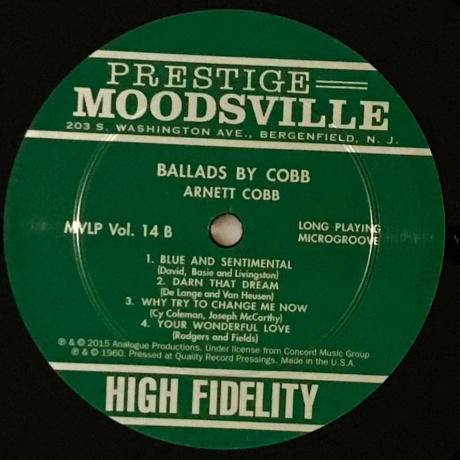 PRESTIGE
MOODSVILLE
203 S. WASHINGTON AVE., BERGENFIELD, N. J.
BALLADS BY COBB
ARNETT COBB
MVLP Vol. 14 B
LONG PLAYING
MICROGROOVE
1. BLUE AND SENTIMENTAL
(David, Basie and Livingston)
2. DARN THAT DREAM
(De Lange and Van Heusen)
3. WHY TRY TO CHANGE ME NOW
(Cy Coleman, Joseph McCarthy)
4. YOUR WONDERFUL LOVE
(Rodgers and Fields)
℗ & © 2015 Analogue Productions. Under license from Concord Music Group
℗ & © 1960. Pressed at Quality Record Pressings. Made in the U.S.A.
HIGH FIDELITY